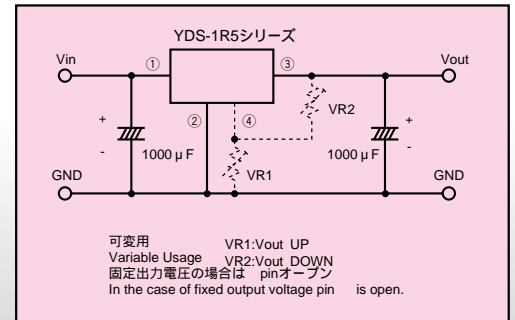 YDS-1R5シリーズ
Vin
①
③
Vout
②
④
VR2
+
-
1000μF
VR1
1000μF
+
-
GND
GND
可変用 VR1:Vout UP
Variable Usage VR2:Vout DOWN
固定出力電圧の場合は pinオープン
In the case of fixed output voltage pin is open.